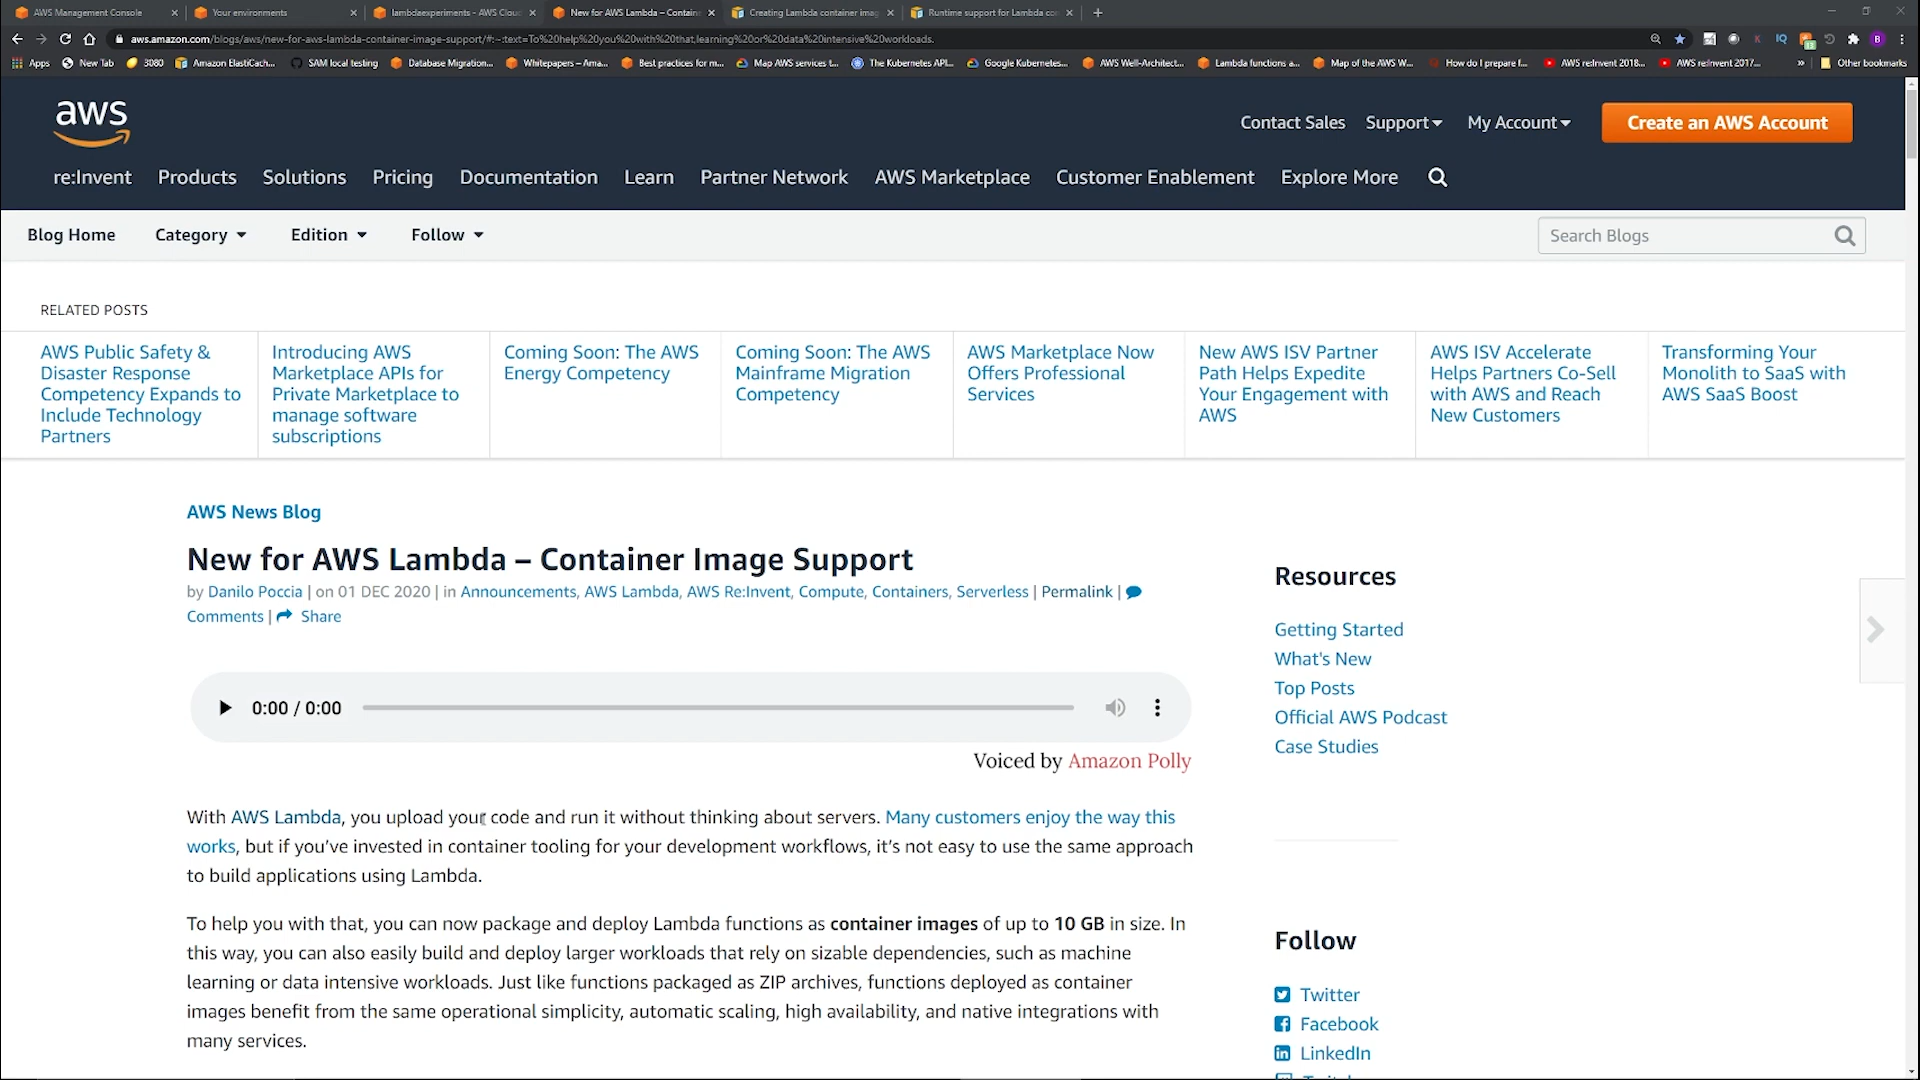 AWS Management Console
Your environments
lambdaexperiments - AWS Clou
New for AWS Lambda – Contain
Creating Lambda container imag
Runtime support for Lambda co
aws.amazon.com/blogs/aws/new-for-aws-lambda-container-image-support/#:~:text=To%20help%20you%20with%20that,learning%20or%20data%20intensive%20workloads.
Apps
New Tab
3080
Amazon ElastiCach...
SAM local testing
Database Migration...
Whitepapers – Ama...
Best practices for m...
Map AWS services t...
The Kubernetes API...
Google Kubernetes...
AWS Well-Architect...
Lambda functions a...
Map of the AWS W...
How do I prepare f...
AWS re:Invent 2018...
AWS re:Invent 2017...
Other bookmarks
aws
Contact Sales
Support
My Account
Create an AWS Account
re:Invent
Products
Solutions
Pricing
Documentation
Learn
Partner Network
AWS Marketplace
Customer Enablement
Explore More
Blog Home
Category
Edition
Follow
Search Blogs
RELATED POSTS
AWS Public Safety &
Disaster Response
Competency Expands to
Include Technology
Partners
Introducing AWS
Marketplace APIs for
Private Marketplace to
manage software
subscriptions
Coming Soon: The AWS
Energy Competency
Coming Soon: The AWS
Mainframe Migration
Competency
AWS Marketplace Now
Offers Professional
Services
New AWS ISV Partner
Path Helps Expedite
Your Engagement with
AWS
AWS ISV Accelerate
Helps Partners Co-Sell
with AWS and Reach
New Customers
Transforming Your
Monolith to SaaS with
AWS SaaS Boost
AWS News Blog
New for AWS Lambda – Container Image Support
by Danilo Poccia | on 01 DEC 2020 | in Announcements, AWS Lambda, AWS Re:Invent, Compute, Containers, Serverless | Permalink |
Comments | Share
0:00 / 0:00
Voiced by Amazon Polly
With AWS Lambda, you upload your code and run it without thinking about servers. Many customers enjoy the way this
works, but if you’ve invested in container tooling for your development workflows, it’s not easy to use the same approach
to build applications using Lambda.
To help you with that, you can now package and deploy Lambda functions as container images of up to 10 GB in size. In
this way, you can also easily build and deploy larger workloads that rely on sizable dependencies, such as machine
learning or data intensive workloads. Just like functions packaged as ZIP archives, functions deployed as container
images benefit from the same operational simplicity, automatic scaling, high availability, and native integrations with
many services.
Resources
Getting Started
What's New
Top Posts
Official AWS Podcast
Case Studies
Follow
Twitter
Facebook
LinkedIn